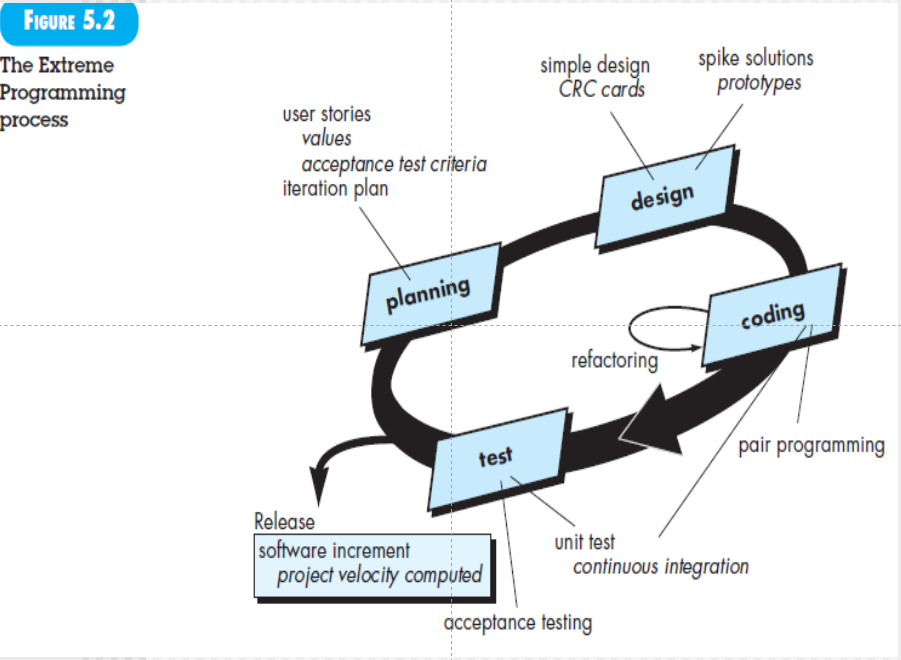 FIGURE 5.2
The Extreme
Programming
process
simple design
CRC cards
spike solutions
prototypes
user stories
values
acceptance test criteria
iteration plan
design
planning
coding
refactoring
test
pair programming
Release
software increment
project velocity computed
unit test
continuous integration
acceptance testing